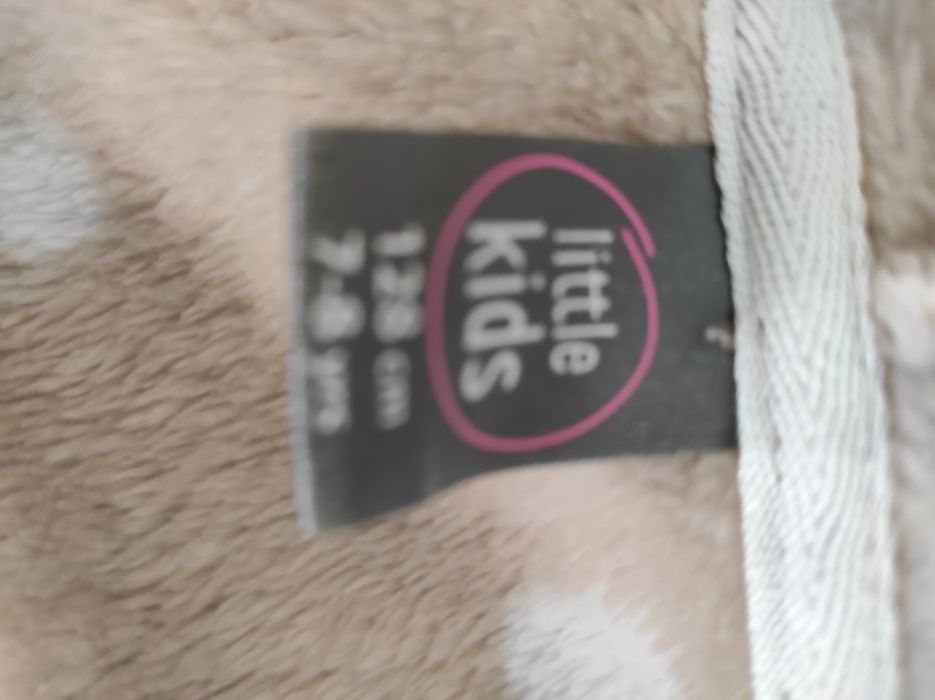 little
kids
128 cm
7-8 yrs